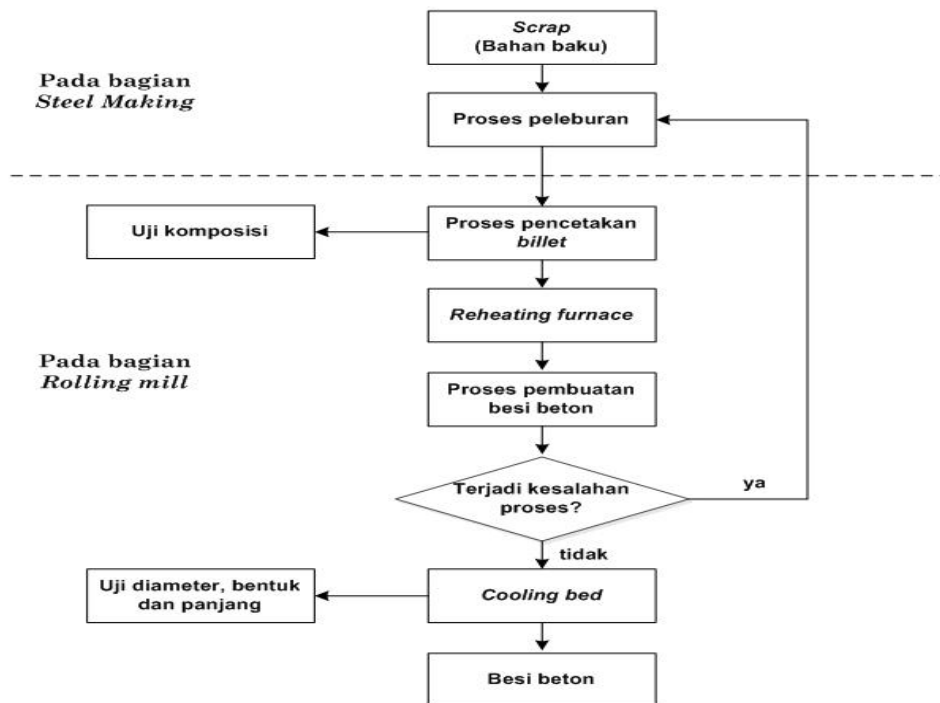 Scrap
(Bahan baku)
Pada bagian
Steel Making
Proses peleburan
Uji komposisi
Proses pencetakan
billet
Reheating furnace
Pada bagian
Rolling mill
Proses pembuatan
besi beton
Terjadi kesalahan
proses?
ya
tidak
Uji diameter, bentuk
dan panjang
Cooling bed
Besi beton